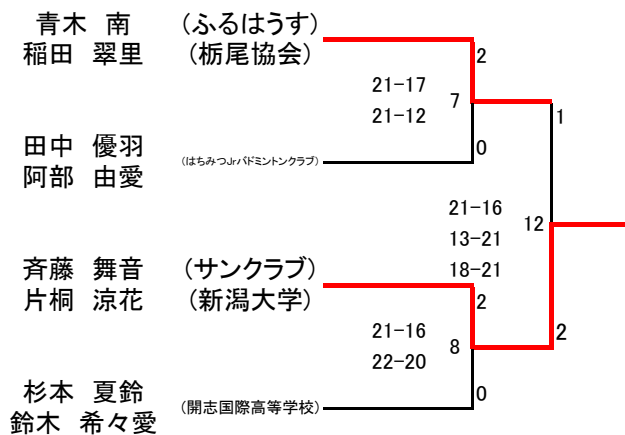 青木 南 (ふるはうす)
稲田 翠里 (栃尾協会)
2
21-17
21-12
7
1
0
田中 優羽
阿部 由愛
(はちみつJrバドミントンクラブ)
21-16
13-21
18-21
12
斉藤 舞音 (サンクラブ)
片桐 涼花 (新潟大学)
2
21-16
22-20
8
2
0
杉本 夏鈴
鈴木 希々愛
(開志国際高等学校)